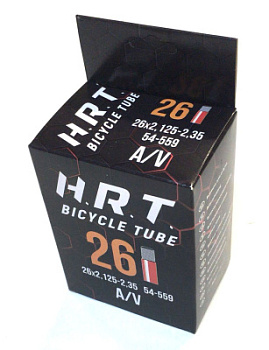 H.R.T.
BICYCLE TUBE
26
26x2,125-2,35
54-559
A/V
H.R.T.
BICYCLE TUBE
26
26x2,125-2,35 54-559
A/V